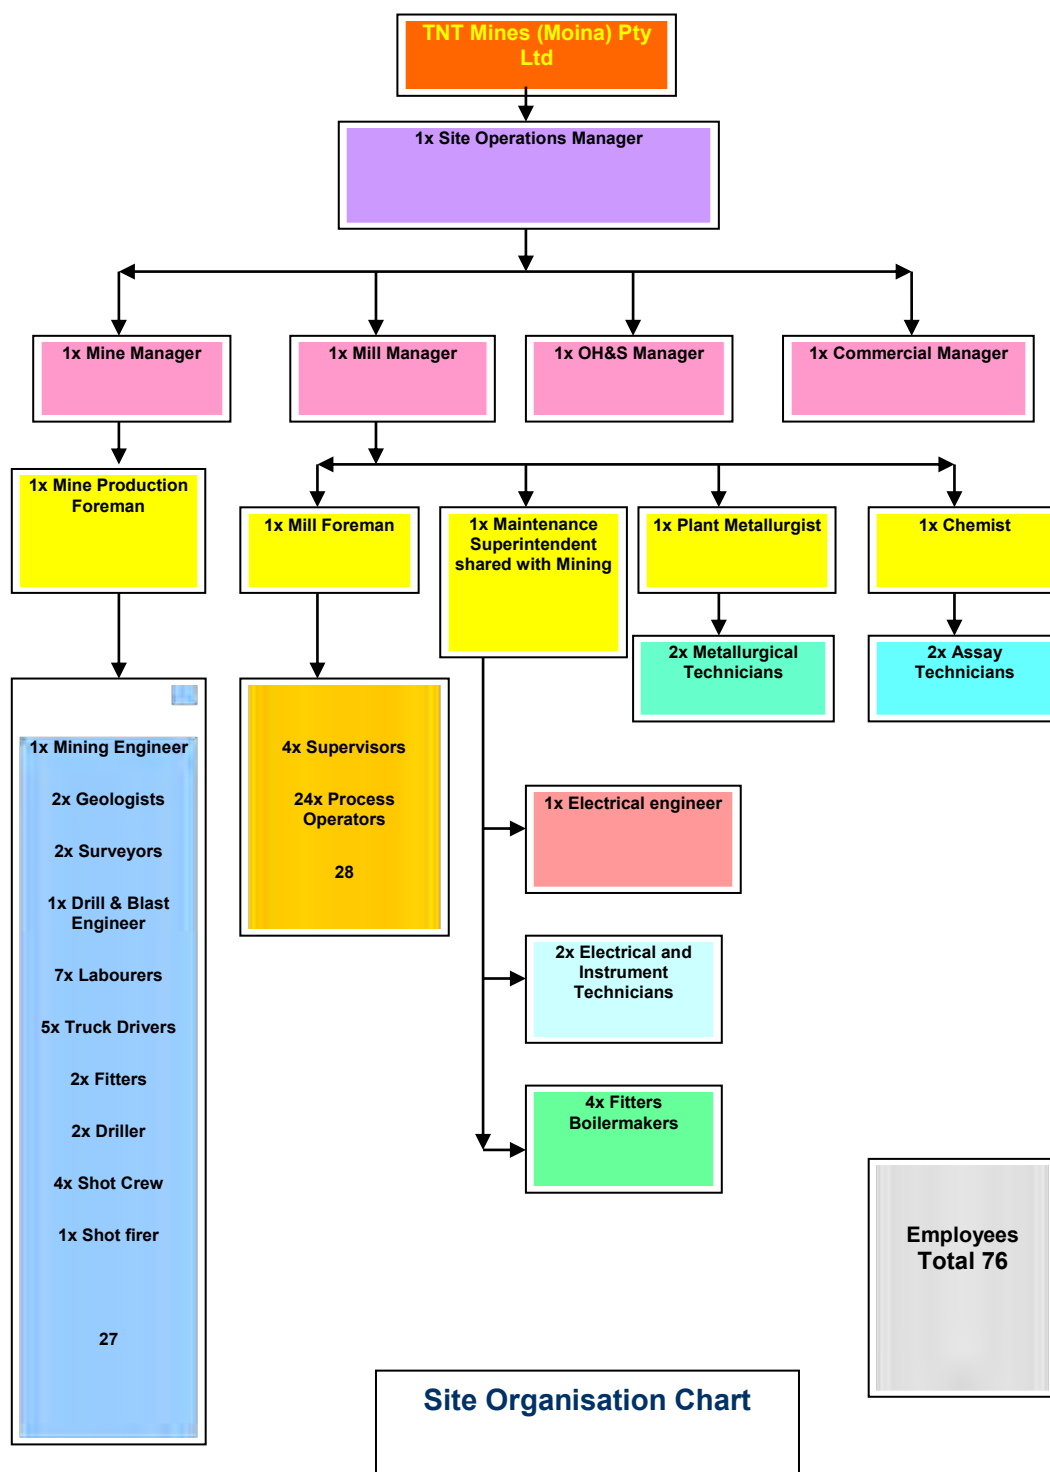 TNT Mines (Moina) Pty
Ltd
1x Site Operations Manager
1x Mine Manager
1x Mill Manager
1x OH&S Manager
1x Commercial Manager
1x Mine Production
Foreman
1x Mill Foreman
1x Maintenance
Superintendent
shared with Mining
1x Plant Metallurgist
1x Chemist
2x Metallurgical
Technicians
2x Assay
Technicians
1x Mining Engineer
2x Geologists
2x Surveyors
1x Drill & Blast
Engineer
7x Labourers
5x Truck Drivers
2x Fitters
2x Driller
4x Shot Crew
1x Shot firer
27
4x Supervisors
24x Process
Operators
28
1x Electrical engineer
2x Electrical and
Instrument
Technicians
4x Fitters
Boilermakers
Employees
Total 76
Site Organisation Chart